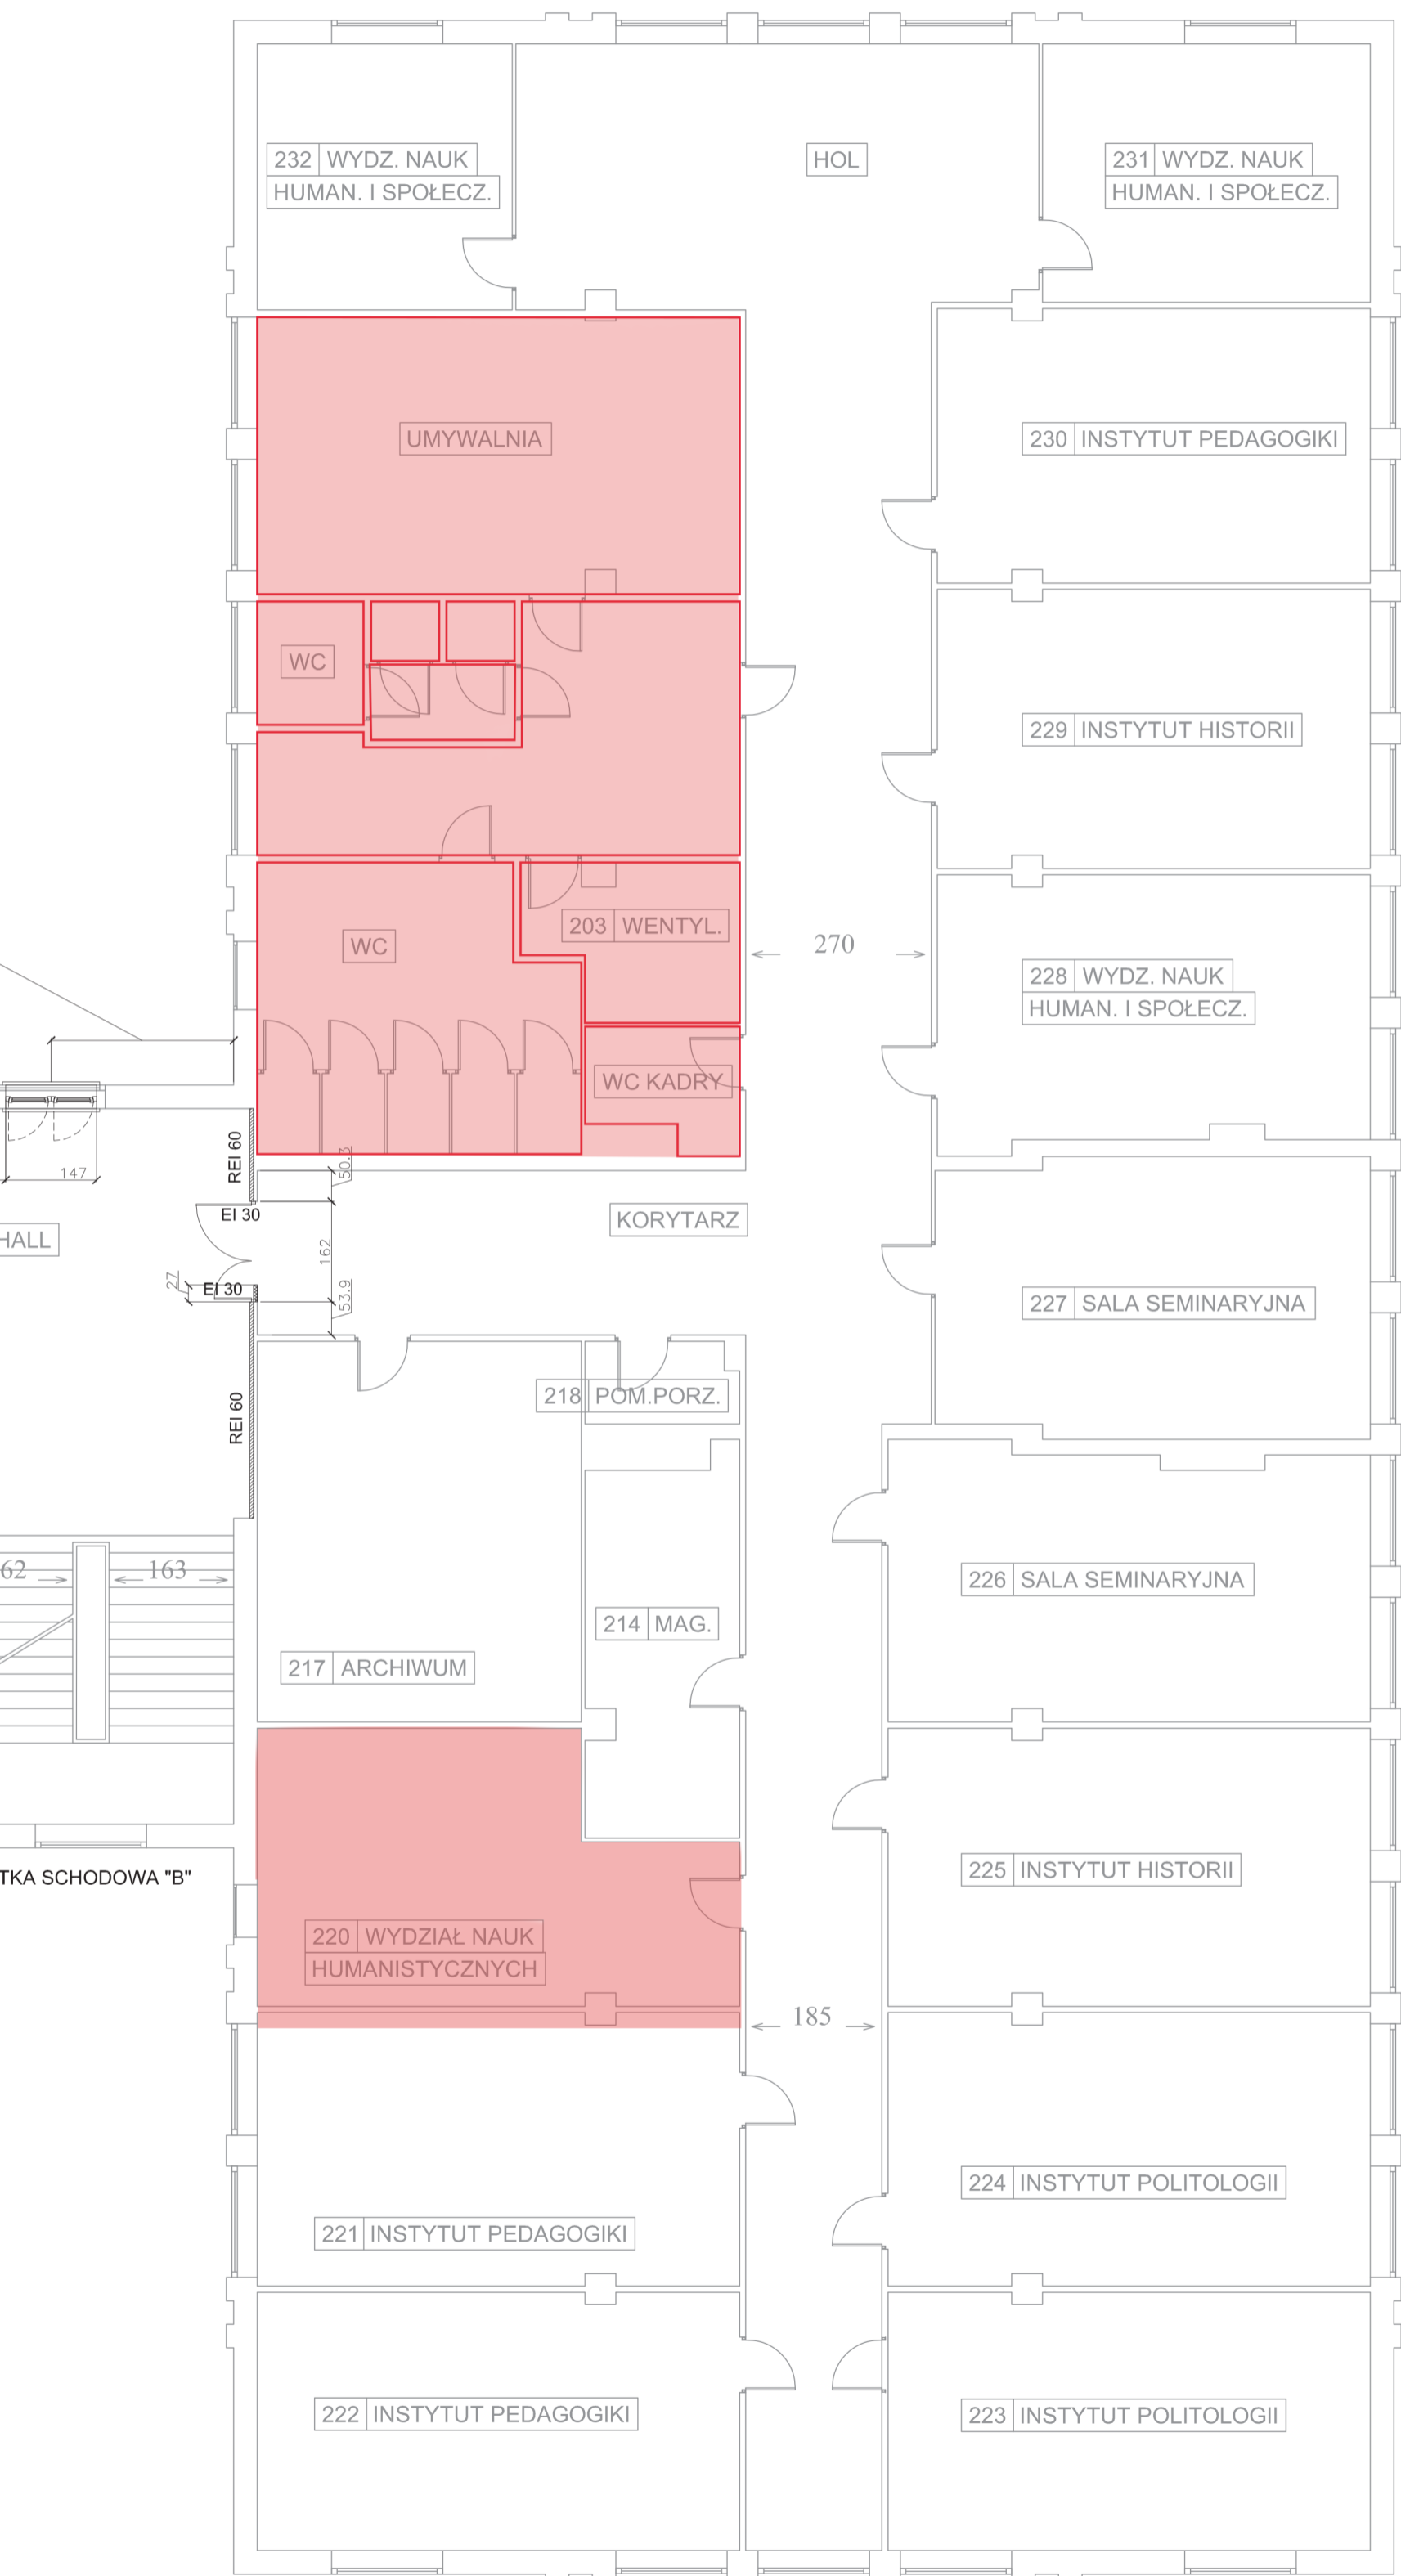 232 WYDZ. NAUK
HUMAN. I SPOŁECZ.
HOL
231 WYDZ. NAUK
HUMAN. I SPOŁECZ.
UMYWALNIA
230 INSTYTUT PEDAGOGIKI
WC
229 INSTYTUT HISTORII
203 WENTYL.
WC
270
228 WYDZ. NAUK
HUMAN. I SPOŁECZ.
WC KADRY
147
REI 60
50.3
EI 30
KORYTARZ
HALL
162
27
EI 30
53.9
227 SALA SEMINARYJNA
218 POM.PORZ.
REI 60
62
163
226 SALA SEMINARYJNA
214 MAG.
217 ARCHIWUM
225 INSTYTUT HISTORII
TKA SCHODOWA "B"
220 WYDZIAŁ NAUK
HUMANISTYCZNYCH
185
224 INSTYTUT POLITOLOGII
221 INSTYTUT PEDAGOGIKI
222 INSTYTUT PEDAGOGIKI
223 INSTYTUT POLITOLOGII